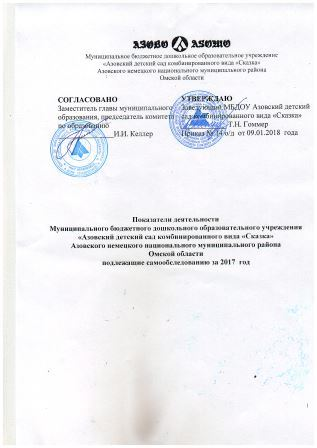 АЗОВО АЗОВО
Муниципальное бюджетное дошкольное образовательное учреждение
«Азовский детский сад комбинированного вида «Сказка»
Азовского немецкого национального муниципального района
Омской области
СОГЛАСОВАНО
Заместитель главы муниципального
образования, председатель комитета
по образованию
И.И. Келлер
УТВЕРЖДАЮ
Заведующий МБДОУ Азовский детский
сад комбинированного вида «Сказка»
Т.Н. Гоммер
Приказ № 14 о/д от 09.01.2018 года
Показатели деятельности
Муниципального бюджетного дошкольного образовательного учреждения
«Азовский детский сад комбинированного вида «Сказка»
Азовского немецкого национального муниципального района
Омской области
подлежащие самообследованию за 2017 год